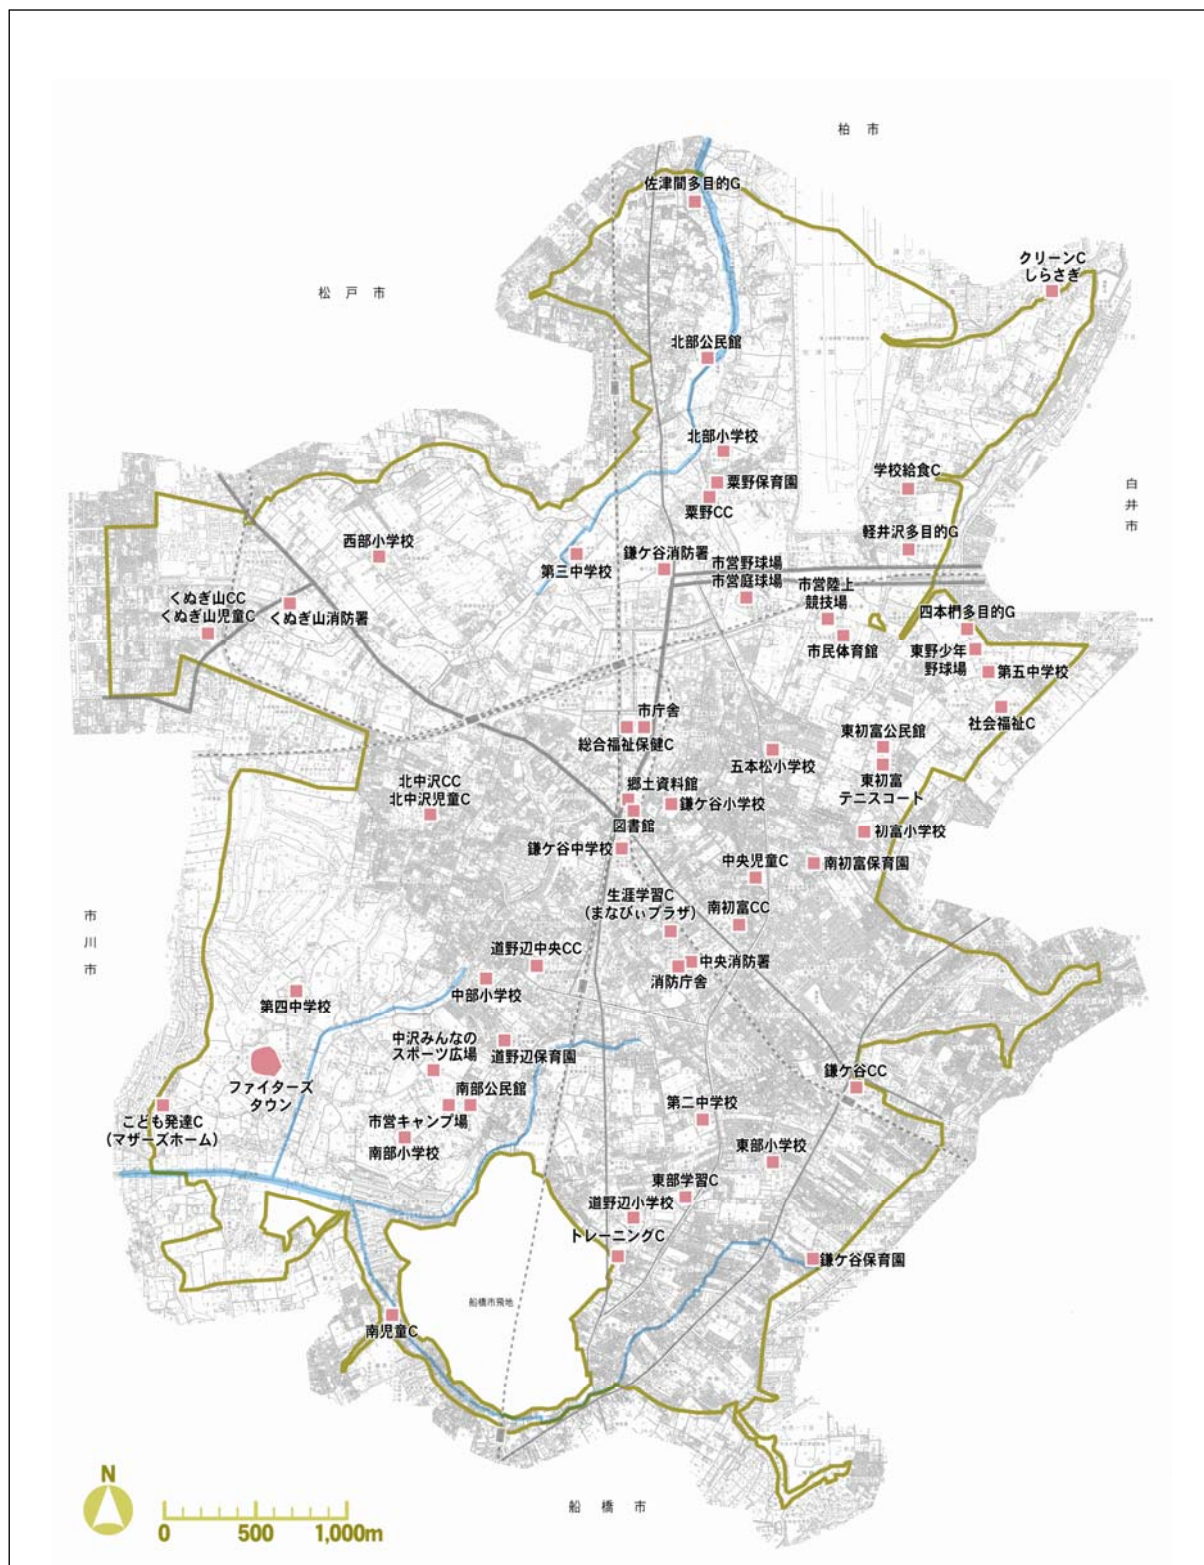 柏 市
佐津間多目的G
クリーンC
しらさぎ
松 戸 市
北部公民館
北部小学校
学校給食C
粟野保育園
粟野CC
白井市
軽井沢多目的G
西部小学校
第三中学校
鎌ケ谷消防署
市営野球場
市営庭球場
市営陸上
競技場
くぬぎ山CC
くぬぎ山児童C
くぬぎ山消防署
四本椚多目的G
市民体育館
東野少年
野球場
第五中学校
社会福祉C
市庁舎
総合福祉保健C
東初富公民館
五本松小学校
東初富
テニスコート
北中沢CC
北中沢児童C
郷土資料館
鎌ケ谷小学校
図書館
初富小学校
鎌ケ谷中学校
中央児童C
南初富保育園
生涯学習C
(まなびぃプラザ)
南初富CC
市川市
道野辺中央CC
中央消防署
消防庁舎
中部小学校
第四中学校
中沢みんなの
スポーツ広場
道野辺保育園
ファイターズ
タウン
鎌ケ谷CC
南部公民館
こども発達C
(マザーズホーム)
市営キャンプ場
第二中学校
南部小学校
東部小学校
東部学習C
道野辺小学校
トレーニングC
鎌ケ谷保育園
船橋市飛地
南児童C
N
0 500 1,000m
船 橋 市